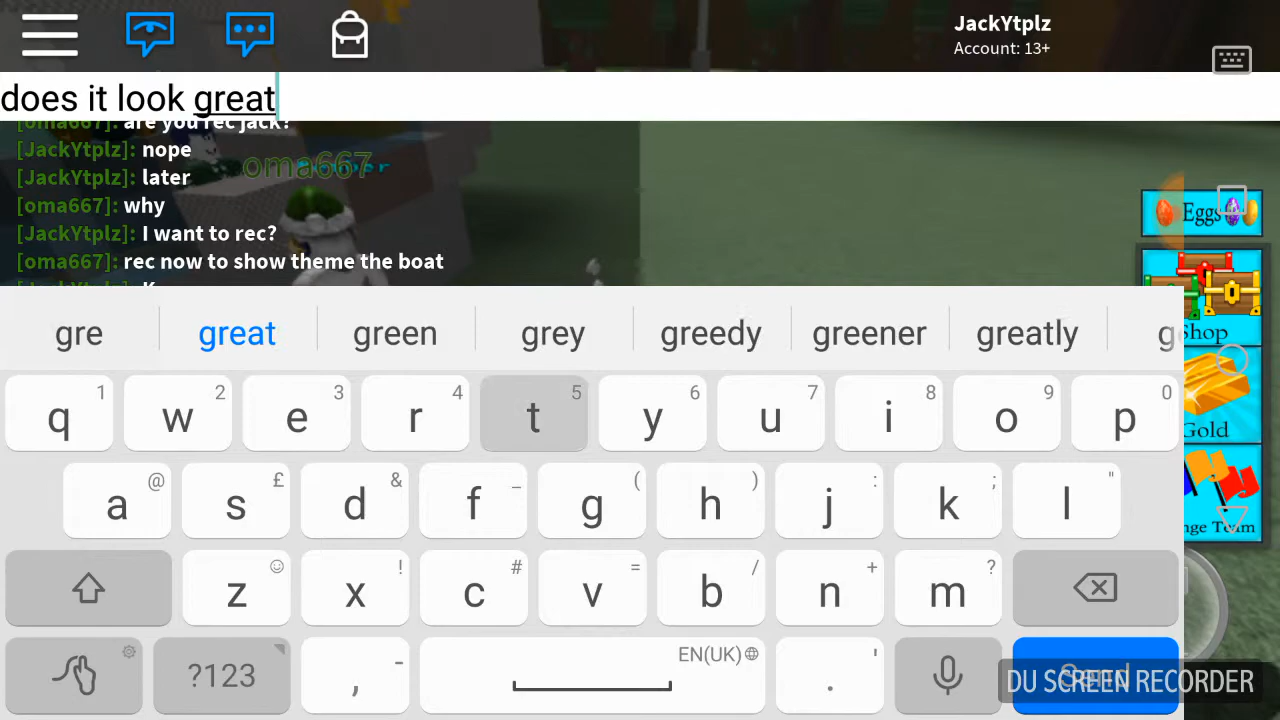 JackYtplz
Account: 13+
does it look great
[oma667]: are you rec jack?
[JackYtplz]: nope
oma667
[JackYtplz]: later
[oma667]: why
[JackYtplz]: I want to rec?
[oma667]: rec now to show theme the boat
Eggs
Shop
Gold
nge Team
gre great green grey greedy greener greatly g
1 2 3 4 5 6 7 8 9 0
q w e r t y u i o p
@ £ & _ ( ) : ; "
a s d f g h j k l
! # = / + ?
z x c v b n m
?123 , - EN(UK) . ' Send
DU SCREEN RECORDER